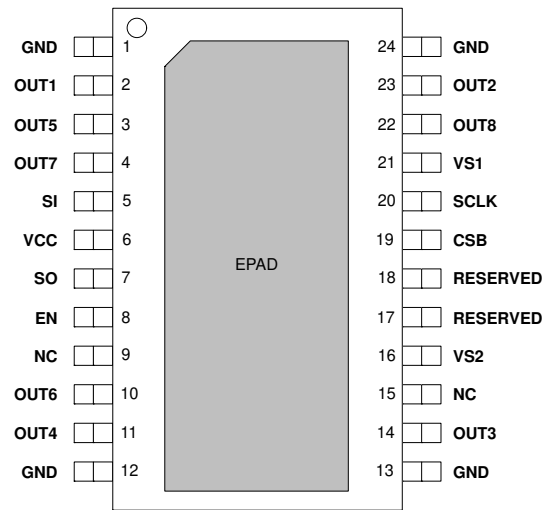 GND 1 24 GND
OUT1 2 23 OUT2
OUT5 3 22 OUT8
OUT7 4 21 VS1
SI 5 20 SCLK
VCC 6 19 CSB
EPAD
SO 7 18 RESERVED
EN 8 17 RESERVED
NC 9 16 VS2
OUT6 10 15 NC
OUT4 11 14 OUT3
GND 12 13 GND